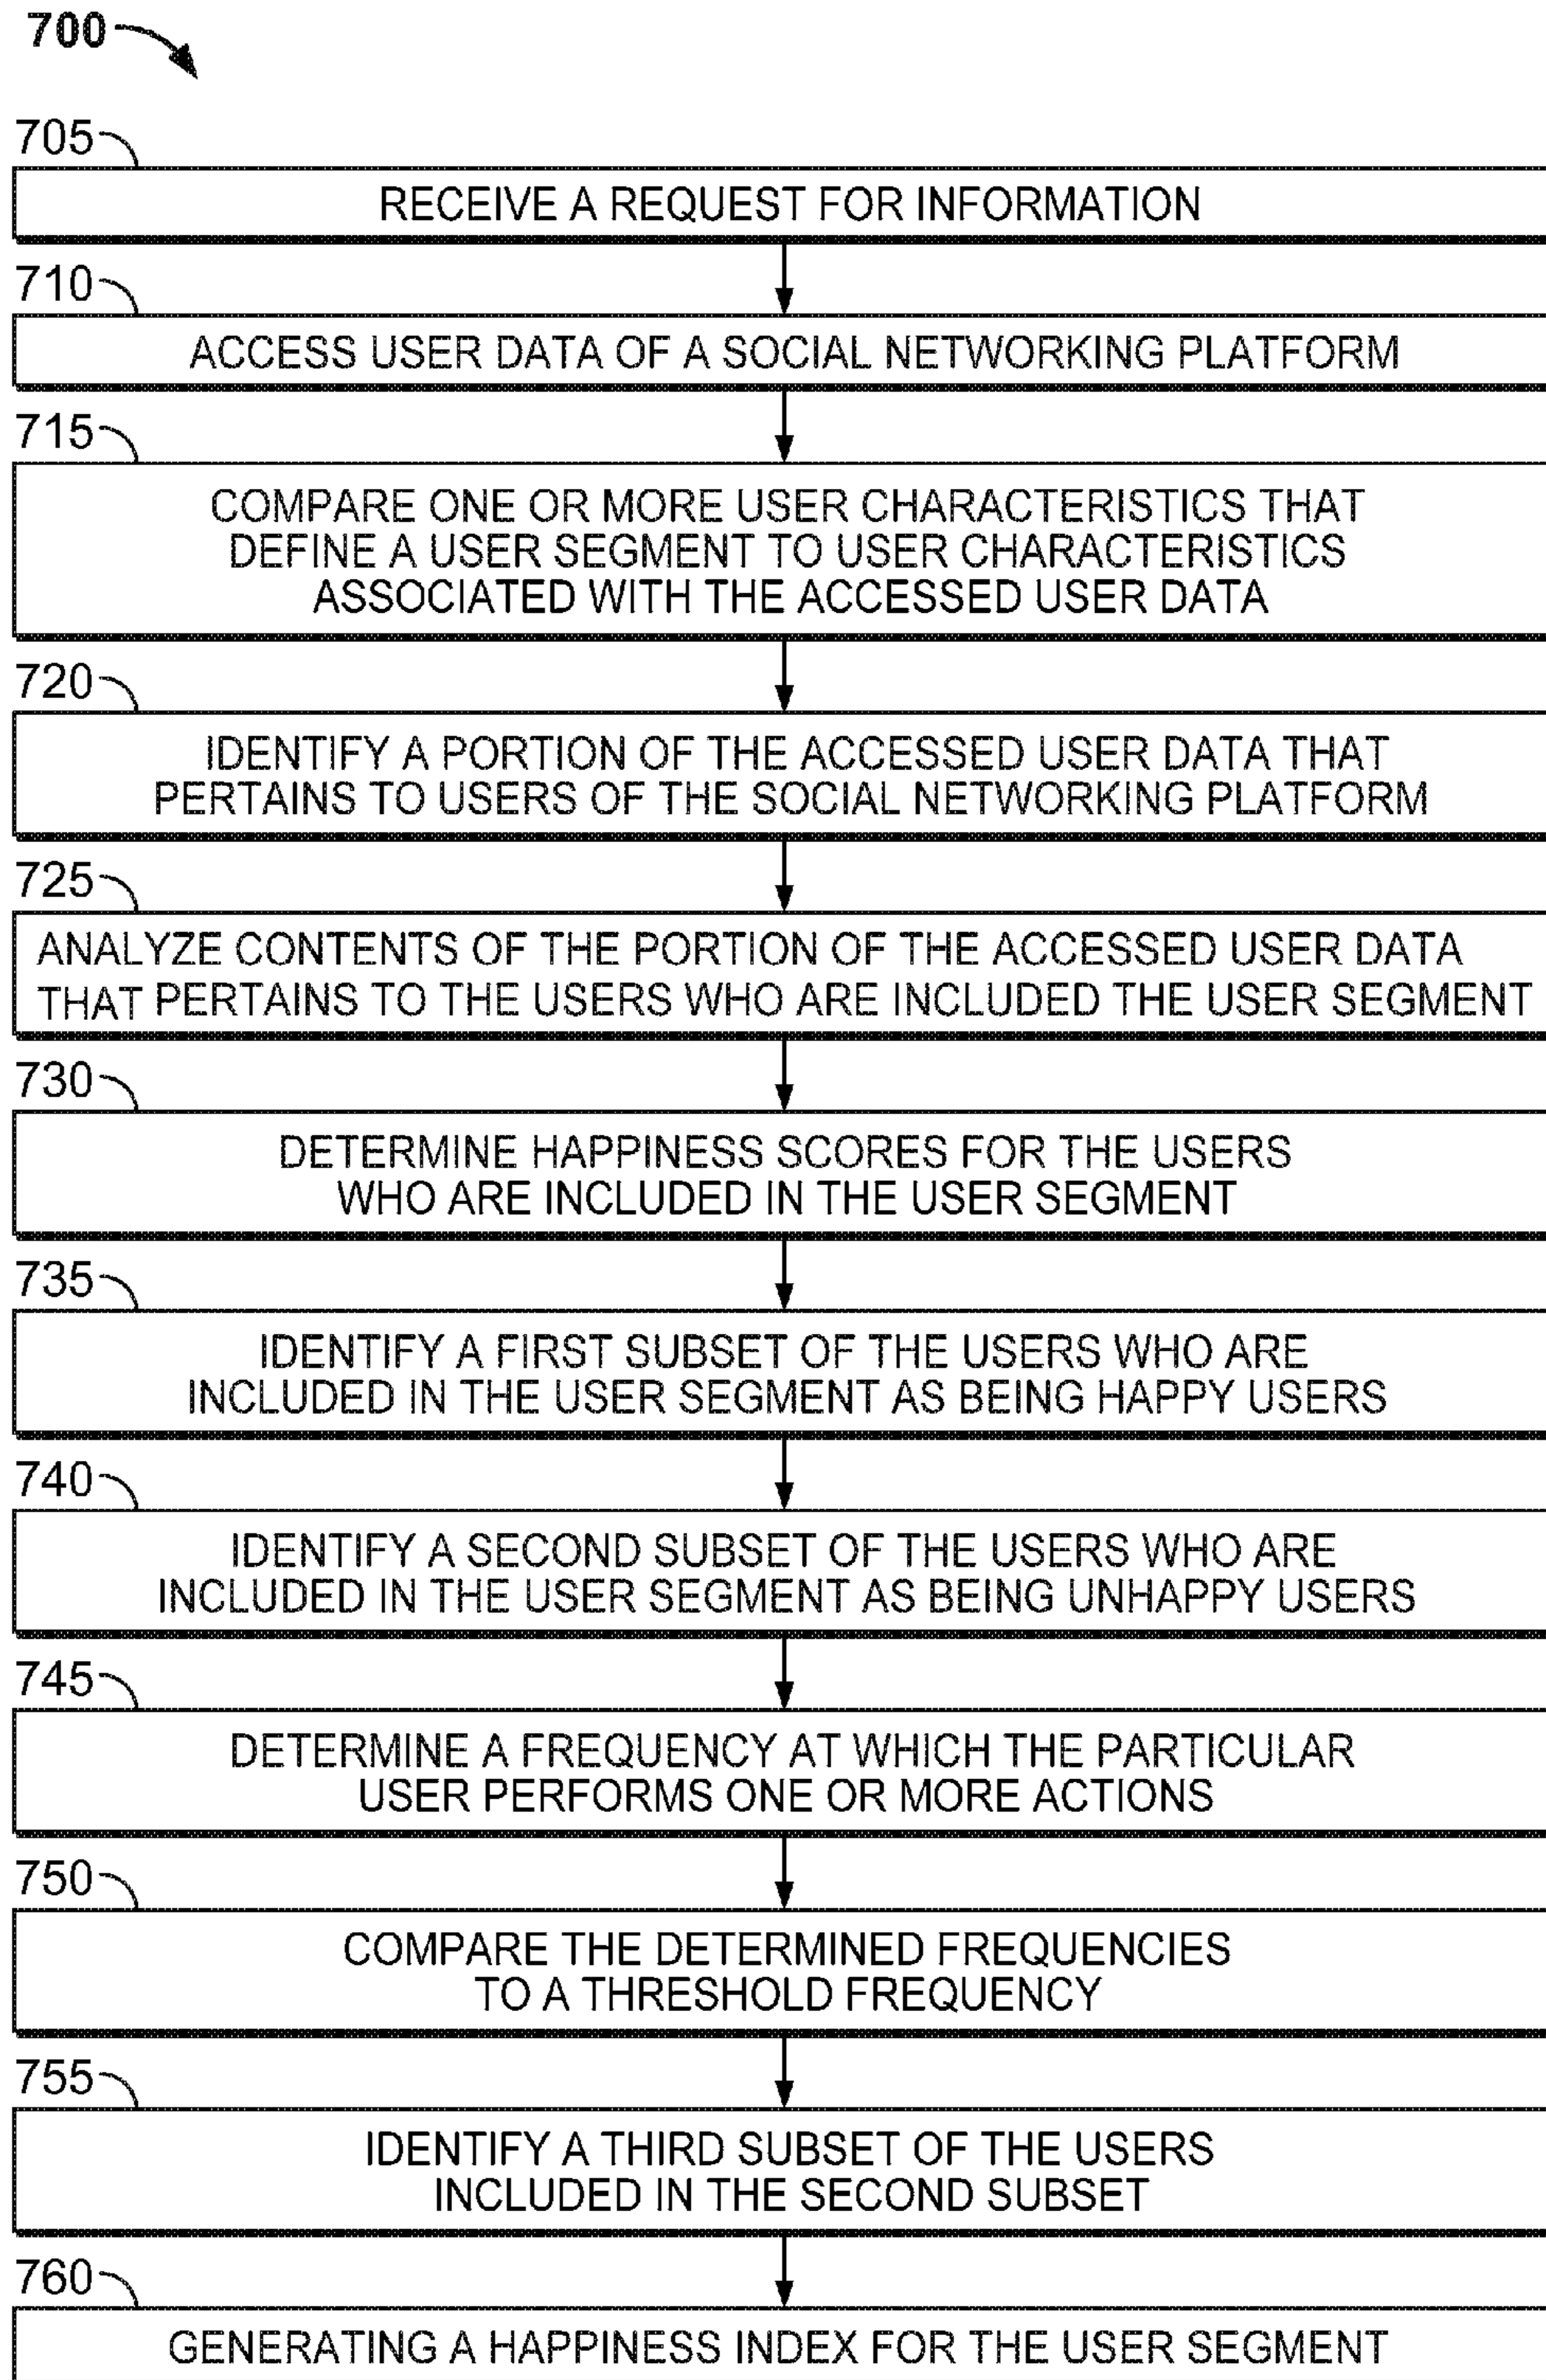 700
705
RECEIVE A REQUEST FOR INFORMATION
710
ACCESS USER DATA OF A SOCIAL NETWORKING PLATFORM
715
COMPARE ONE OR MORE USER CHARACTERISTICS THAT
DEFINE A USER SEGMENT TO USER CHARACTERISTICS
ASSOCIATED WITH THE ACCESSED USER DATA
720
IDENTIFY A PORTION OF THE ACCESSED USER DATA THAT
PERTAINS TO USERS OF THE SOCIAL NETWORKING PLATFORM
725
ANALYZE CONTENTS OF THE PORTION OF THE ACCESSED USER DATA
THAT PERTAINS TO THE USERS WHO ARE INCLUDED THE USER SEGMENT
730
DETERMINE HAPPINESS SCORES FOR THE USERS
WHO ARE INCLUDED IN THE USER SEGMENT
735
IDENTIFY A FIRST SUBSET OF THE USERS WHO ARE
INCLUDED IN THE USER SEGMENT AS BEING HAPPY USERS
740
IDENTIFY A SECOND SUBSET OF THE USERS WHO ARE
INCLUDED IN THE USER SEGMENT AS BEING UNHAPPY USERS
745
DETERMINE A FREQUENCY AT WHICH THE PARTICULAR
USER PERFORMS ONE OR MORE ACTIONS
750
COMPARE THE DETERMINED FREQUENCIES
TO A THRESHOLD FREQUENCY
755
IDENTIFY A THIRD SUBSET OF THE USERS
INCLUDED IN THE SECOND SUBSET
760
GENERATING A HAPPINESS INDEX FOR THE USER SEGMENT